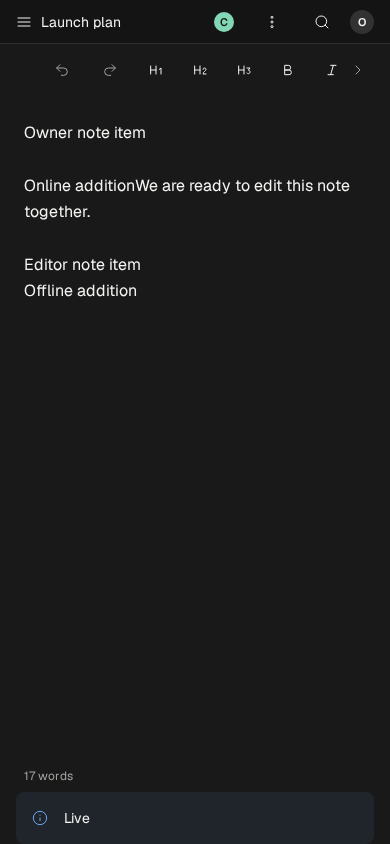 Launch plan
C
O
H1
H2
H3
B
I
Owner note item
Online additionWe are ready to edit this note
together.
Editor note item
Offline addition
17 words
Live